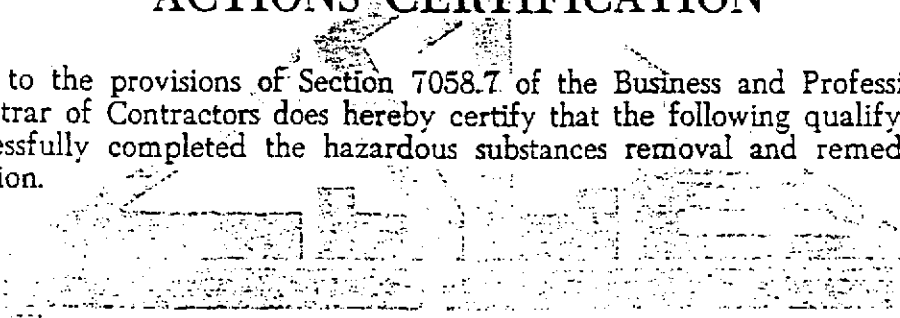 ACTIONS CERTIFICATION
to the provisions of Section 7058.7 of the Business and Professi
trar of Contractors does hereby certify that the following qualify
essfully completed the hazardous substances removal and remed
ion.